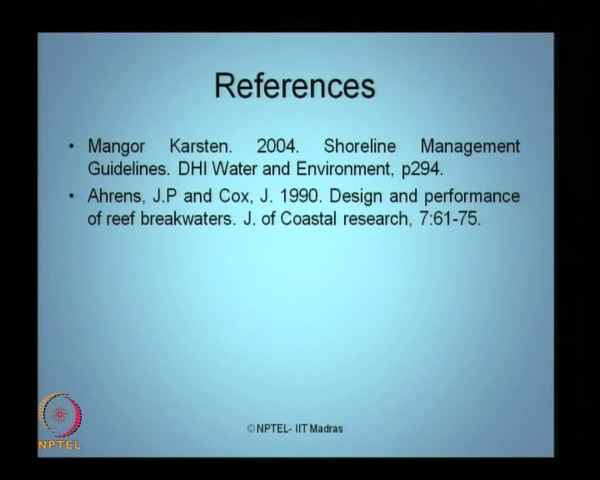 References
• Mangor Karsten. 2004. Shoreline Management
Guidelines. DHI Water and Environment, p294.
• Ahrens, J.P and Cox, J. 1990. Design and performance
of reef breakwaters. J. of Coastal research, 7:61-75.
NPTEL
©NPTEL- IIT Madras